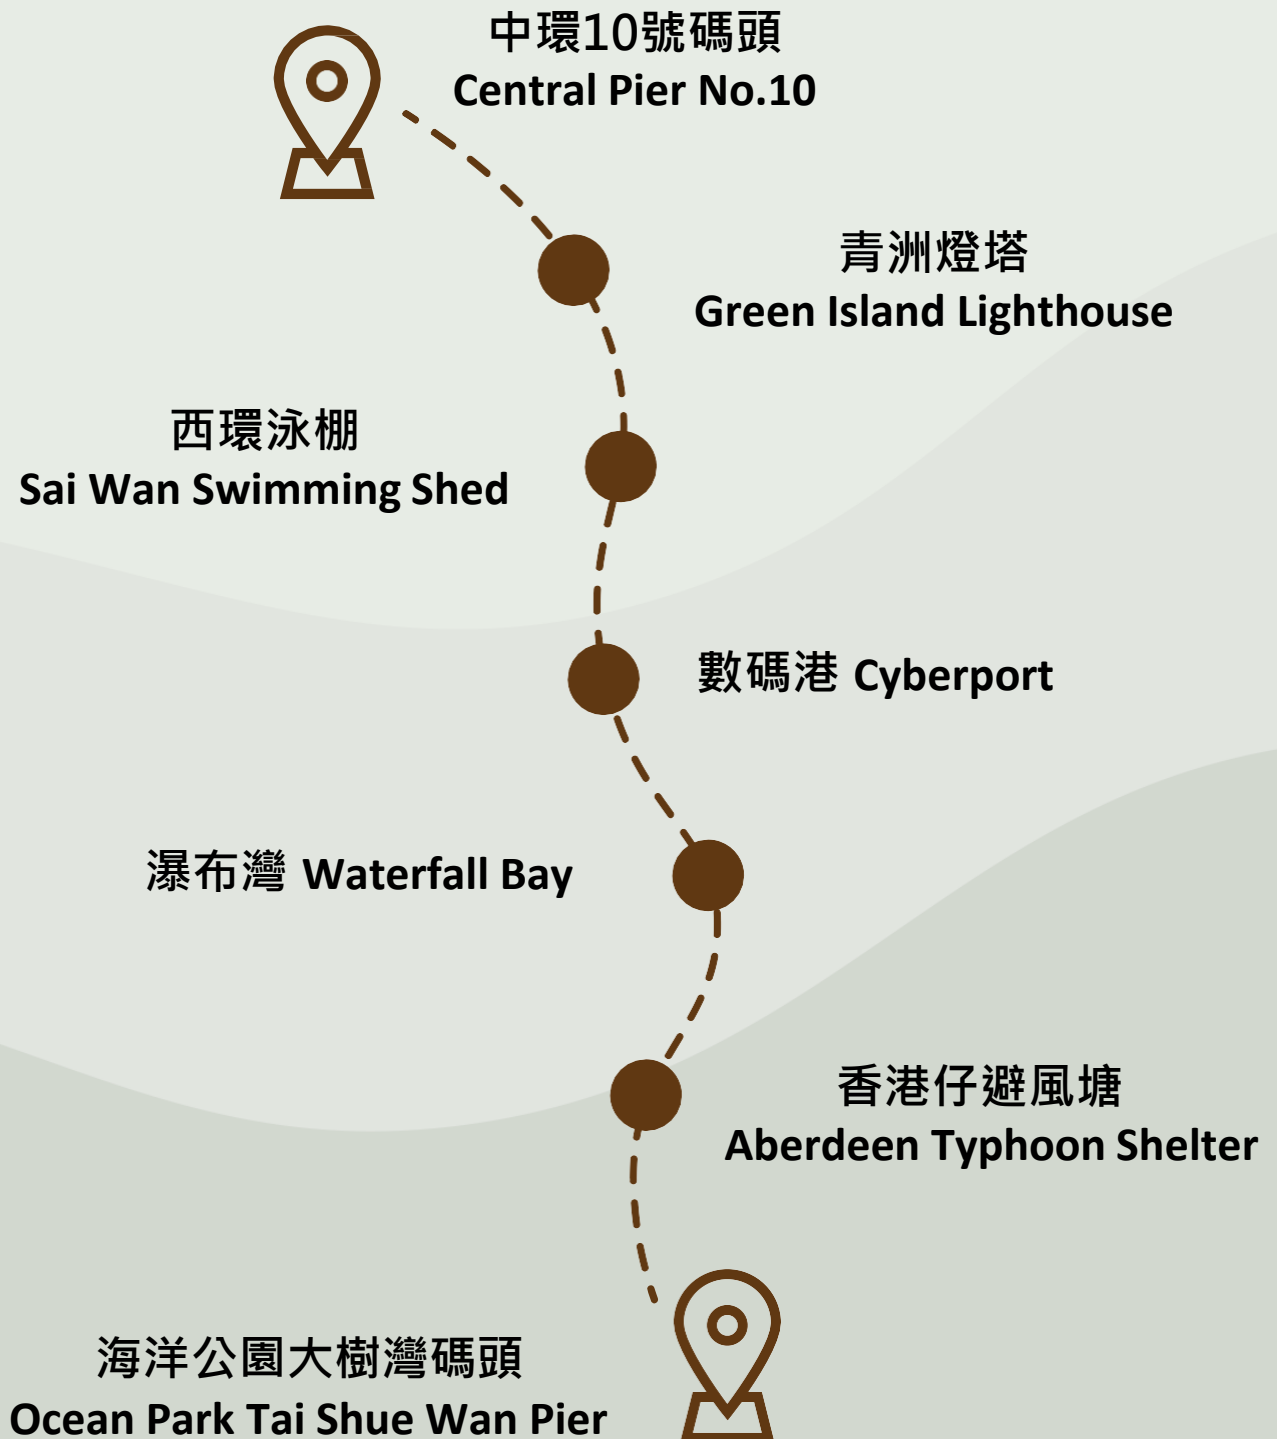 中環10號碼頭
Central Pier No.10
青洲燈塔
Green Island Lighthouse
西環泳棚
Sai Wan Swimming Shed
數碼港 Cyberport
瀑布灣 Waterfall Bay
香港仔避風塘
Aberdeen Typhoon Shelter
海洋公園大樹灣碼頭
Ocean Park Tai Shue Wan Pier